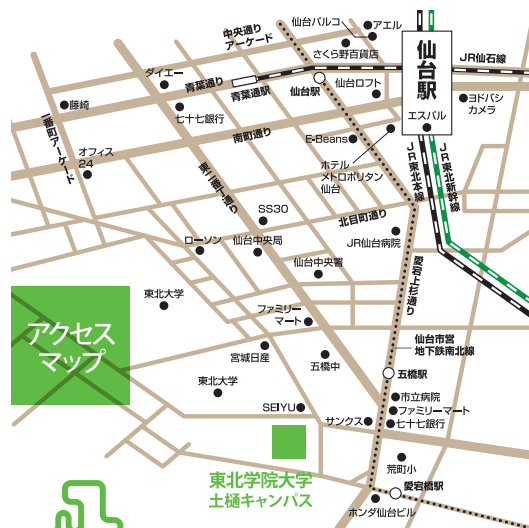 中央通り
アーケード
仙台パルコ
アエル
さくら野百貨店
仙台駅
JR仙石線
ダイエー
青葉通り
青葉通駅
仙台駅
仙台ロフト
藤崎
七十七銀行
ヨドバシ
カメラ
エスパル
一番町アーケード
南町通り
E-Beans
オフィス
24
ホテル
メトロポリタン
仙台
JR東北本線
JR東北新幹線
東二番丁通り
SS30
北目町通り
ローソン
仙台中央局
JR仙台病院
仙台中央署
愛宕上杉通り
東北大学
アクセス
マップ
ファミリー
マート
仙台市営
地下鉄南北線
宮城日産
五橋中
五橋駅
東北大学
市立病院
SEIYU
ファミリーマート
サンクス
七十七銀行
東北学院大学
土樋キャンパス
荒町小
愛宕橋駅
ホンダ仙台ビル